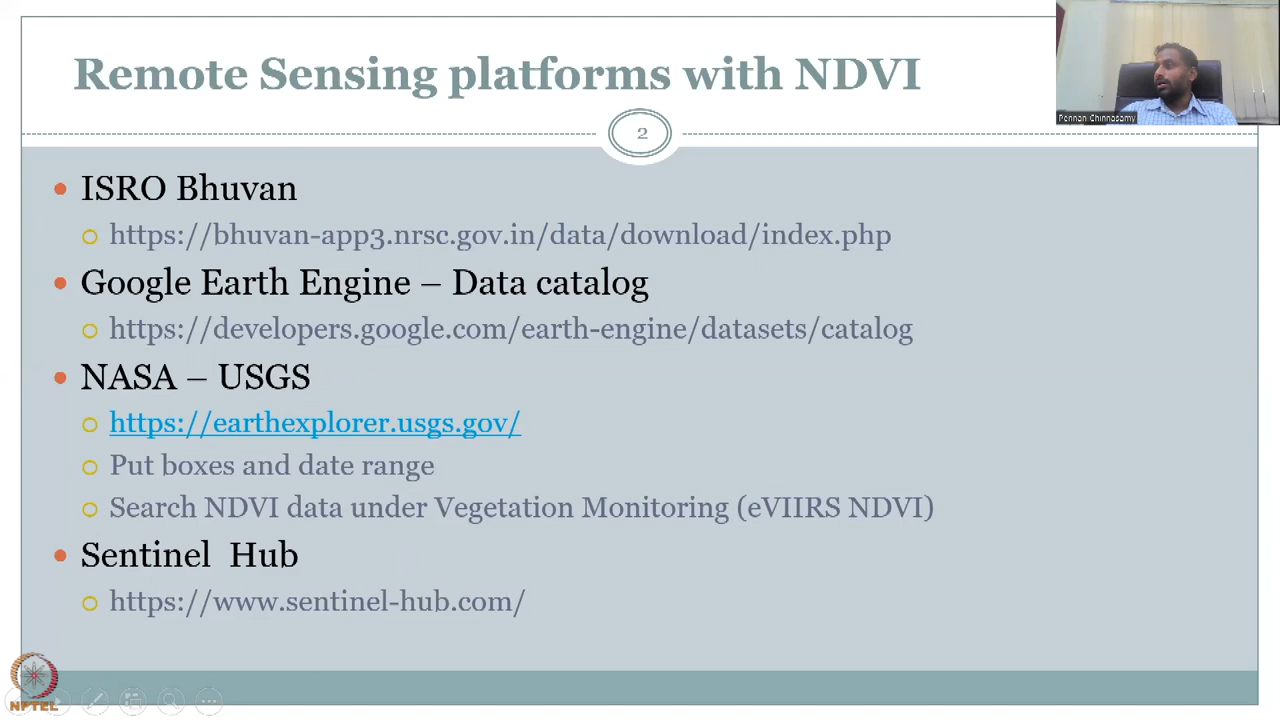 Remote Sensing platforms with NDVI
Pennan Chinnasamy
2
ISRO Bhuvan
https://bhuvan-app3.nrsc.gov.in/data/download/index.php
Google Earth Engine – Data catalog
https://developers.google.com/earth-engine/datasets/catalog
NASA – USGS
https://earthexplorer.usgs.gov/
Put boxes and date range
Search NDVI data under Vegetation Monitoring (eVIIRS NDVI)
Sentinel  Hub
https://www.sentinel-hub.com/
NPTEL